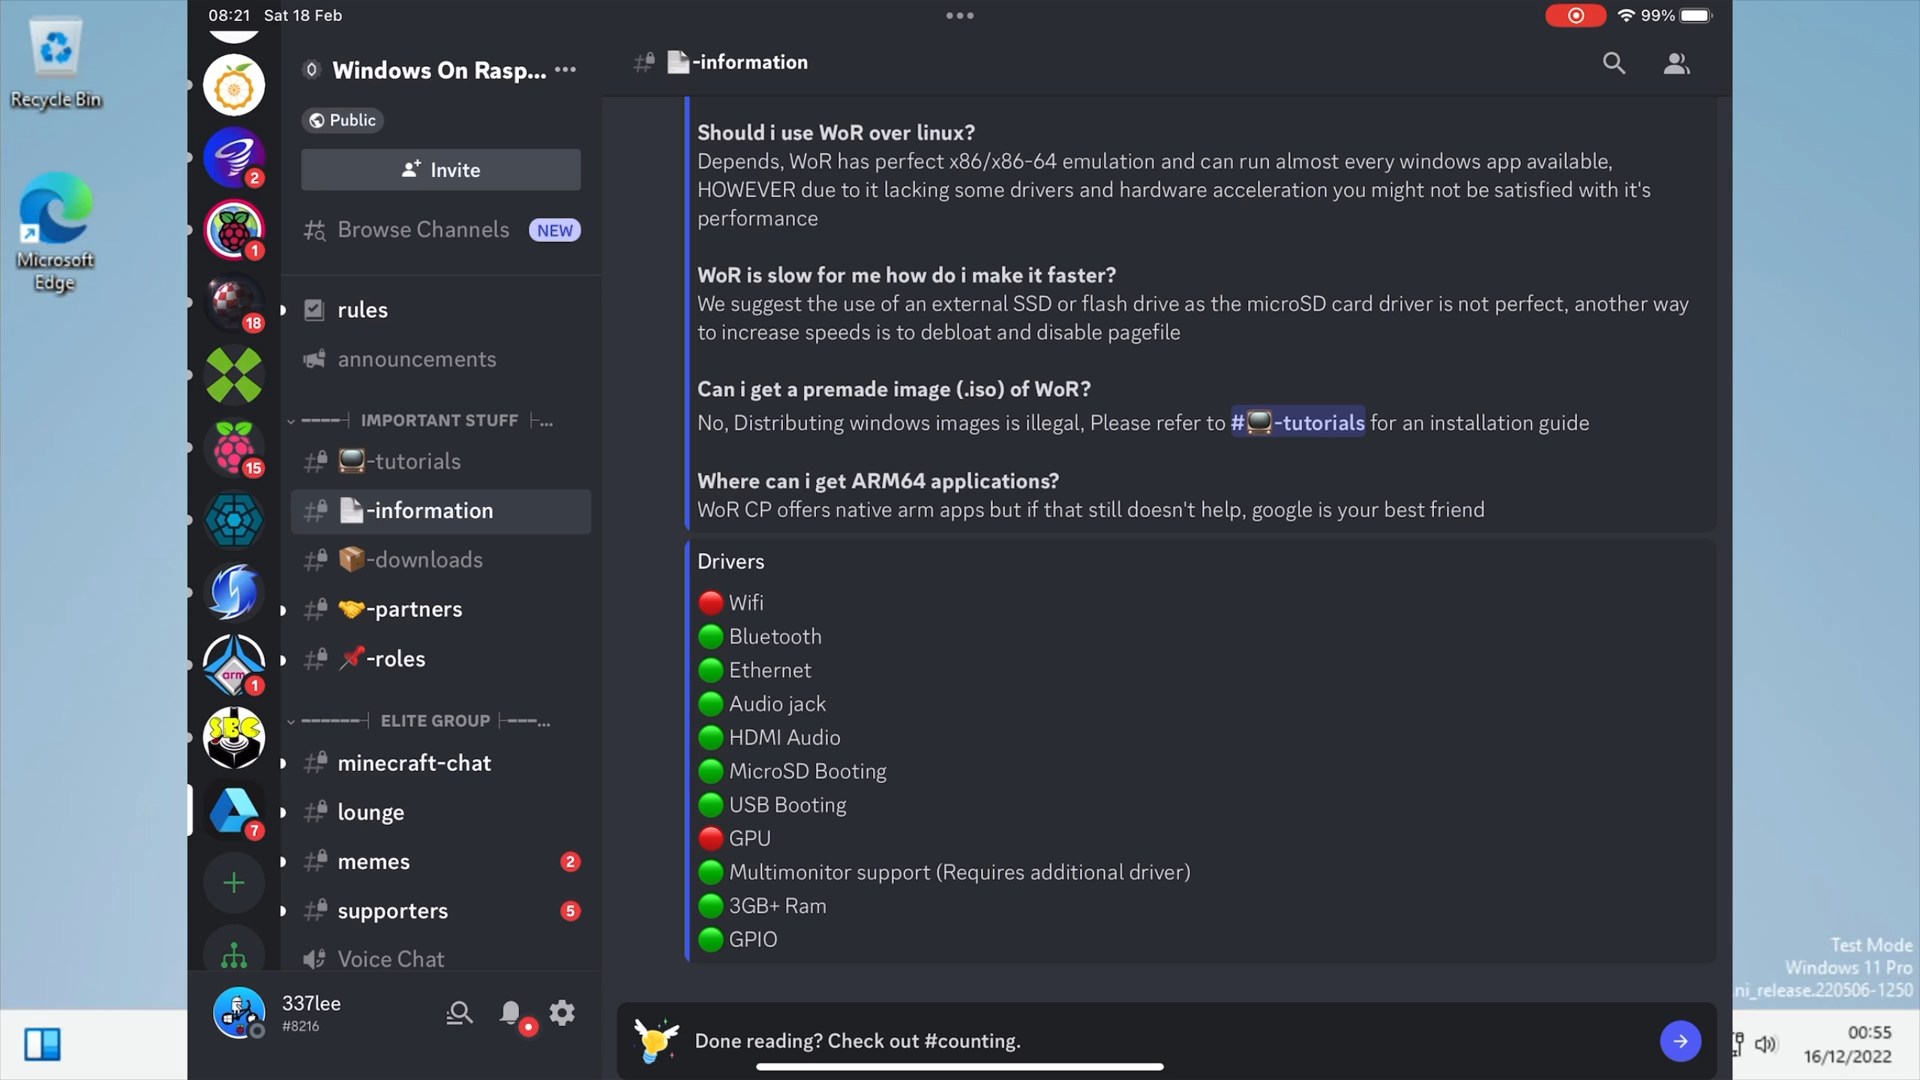 08:21 Sat 18 Feb
99%
Recycle Bin
Microsoft
Edge
2
1
18
15
arm
1
SBC
7
Windows On Rasp...
Public
Invite
Browse Channels NEW
rules
announcements
IMPORTANT STUFF
-tutorials
-information
-downloads
-partners
-roles
ELITE GROUP
minecraft-chat
lounge
memes 2
supporters 5
Voice Chat
337lee
#8216
-information
Should i use WoR over linux?
Depends, WoR has perfect x86/x86-64 emulation and can run almost every windows app available,
HOWEVER due to it lacking some drivers and hardware acceleration you might not be satisfied with it's
performance
WoR is slow for me how do i make it faster?
We suggest the use of an external SSD or flash drive as the microSD card driver is not perfect, another way
to increase speeds is to debloat and disable pagefile
Can i get a premade image (.iso) of WoR?
No, Distributing windows images is illegal, Please refer to #-tutorials for an installation guide
Where can i get ARM64 applications?
WoR CP offers native arm apps but if that still doesn't help, google is your best friend
Drivers
Wifi
Bluetooth
Ethernet
Audio jack
HDMI Audio
MicroSD Booting
USB Booting
GPU
Multimonitor support (Requires additional driver)
3GB+ Ram
GPIO
Done reading? Check out #counting.
Test Mode
Windows 11 Pro
ni_release.220506-1250
00:55
16/12/2022